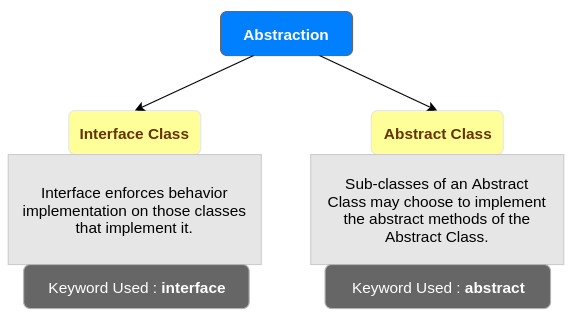 Abstraction
Interface Class
Interface enforces behavior
implementation on those classes
that implement it.
Keyword Used : interface
Abstract Class
Sub-classes of an Abstract
Class may choose to implement
the abstract methods of the
Abstract Class.
Keyword Used : abstract